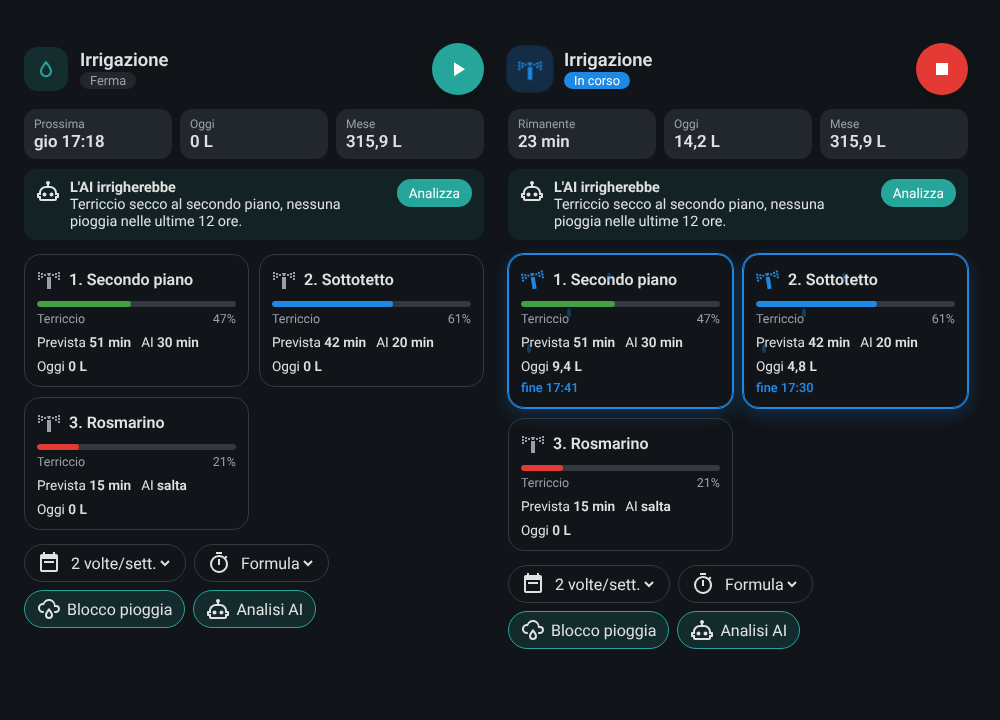 Irrigazione
Ferma
Prossima
gio 17:18
Oggi
0 L
Mese
315,9 L
L'AI irrigherebbe
Terriccio secco al secondo piano, nessuna
pioggia nelle ultime 12 ore.
Analizza
1. Secondo piano
Terriccio 47%
Prevista 51 min AI 30 min
Oggi 0 L
2. Sottotetto
Terriccio 61%
Prevista 42 min AI 20 min
Oggi 0 L
3. Rosmarino
Terriccio 21%
Prevista 15 min AI salta
Oggi 0 L
2 volte/sett.
Formula
Blocco pioggia
Analisi AI
Irrigazione
In corso
Rimanente
23 min
Oggi
14,2 L
Mese
315,9 L
L'AI irrigherebbe
Terriccio secco al secondo piano, nessuna
pioggia nelle ultime 12 ore.
Analizza
1. Secondo piano
Terriccio 47%
Prevista 51 min AI 30 min
Oggi 9,4 L
fine 17:41
2. Sottotetto
Terriccio 61%
Prevista 42 min AI 20 min
Oggi 4,8 L
fine 17:30
3. Rosmarino
Terriccio 21%
Prevista 15 min AI salta
Oggi 0 L
2 volte/sett.
Formula
Blocco pioggia
Analisi AI